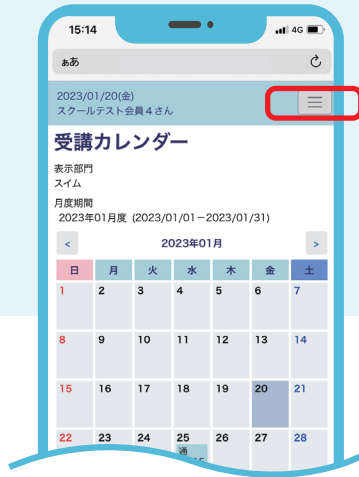 15:14
4G
ぁあ
2023/01/20(金)
スクールテスト会員４さん
受講カレンダー
表示部門
スイム
月度期間
2023年01月度 (2023/01/01－2023/01/31)
< 2023年01月 >
日 月 火 水 木 金 土
1 2 3 4 5 6 7
8 9 10 11 12 13 14
15 16 17 18 19 20 21
22 23 24 25 26 27 28
通